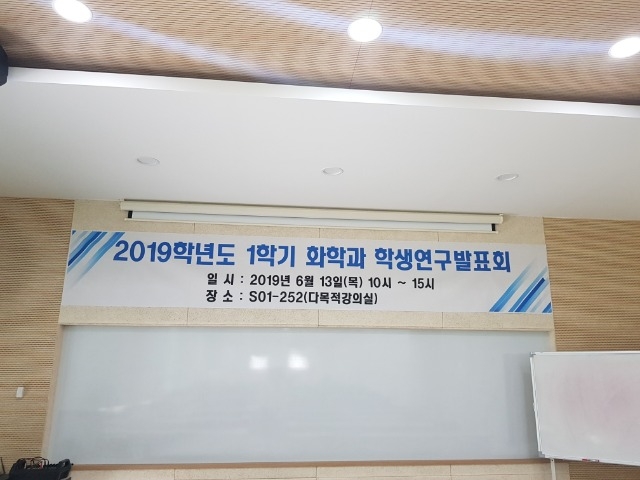 2019학년도 1학기 화학과 학생연구발표회
일 시 : 2019년 6월 13일(목) 10시 ~ 15시
장 소 : S01-252(다목적강의실)